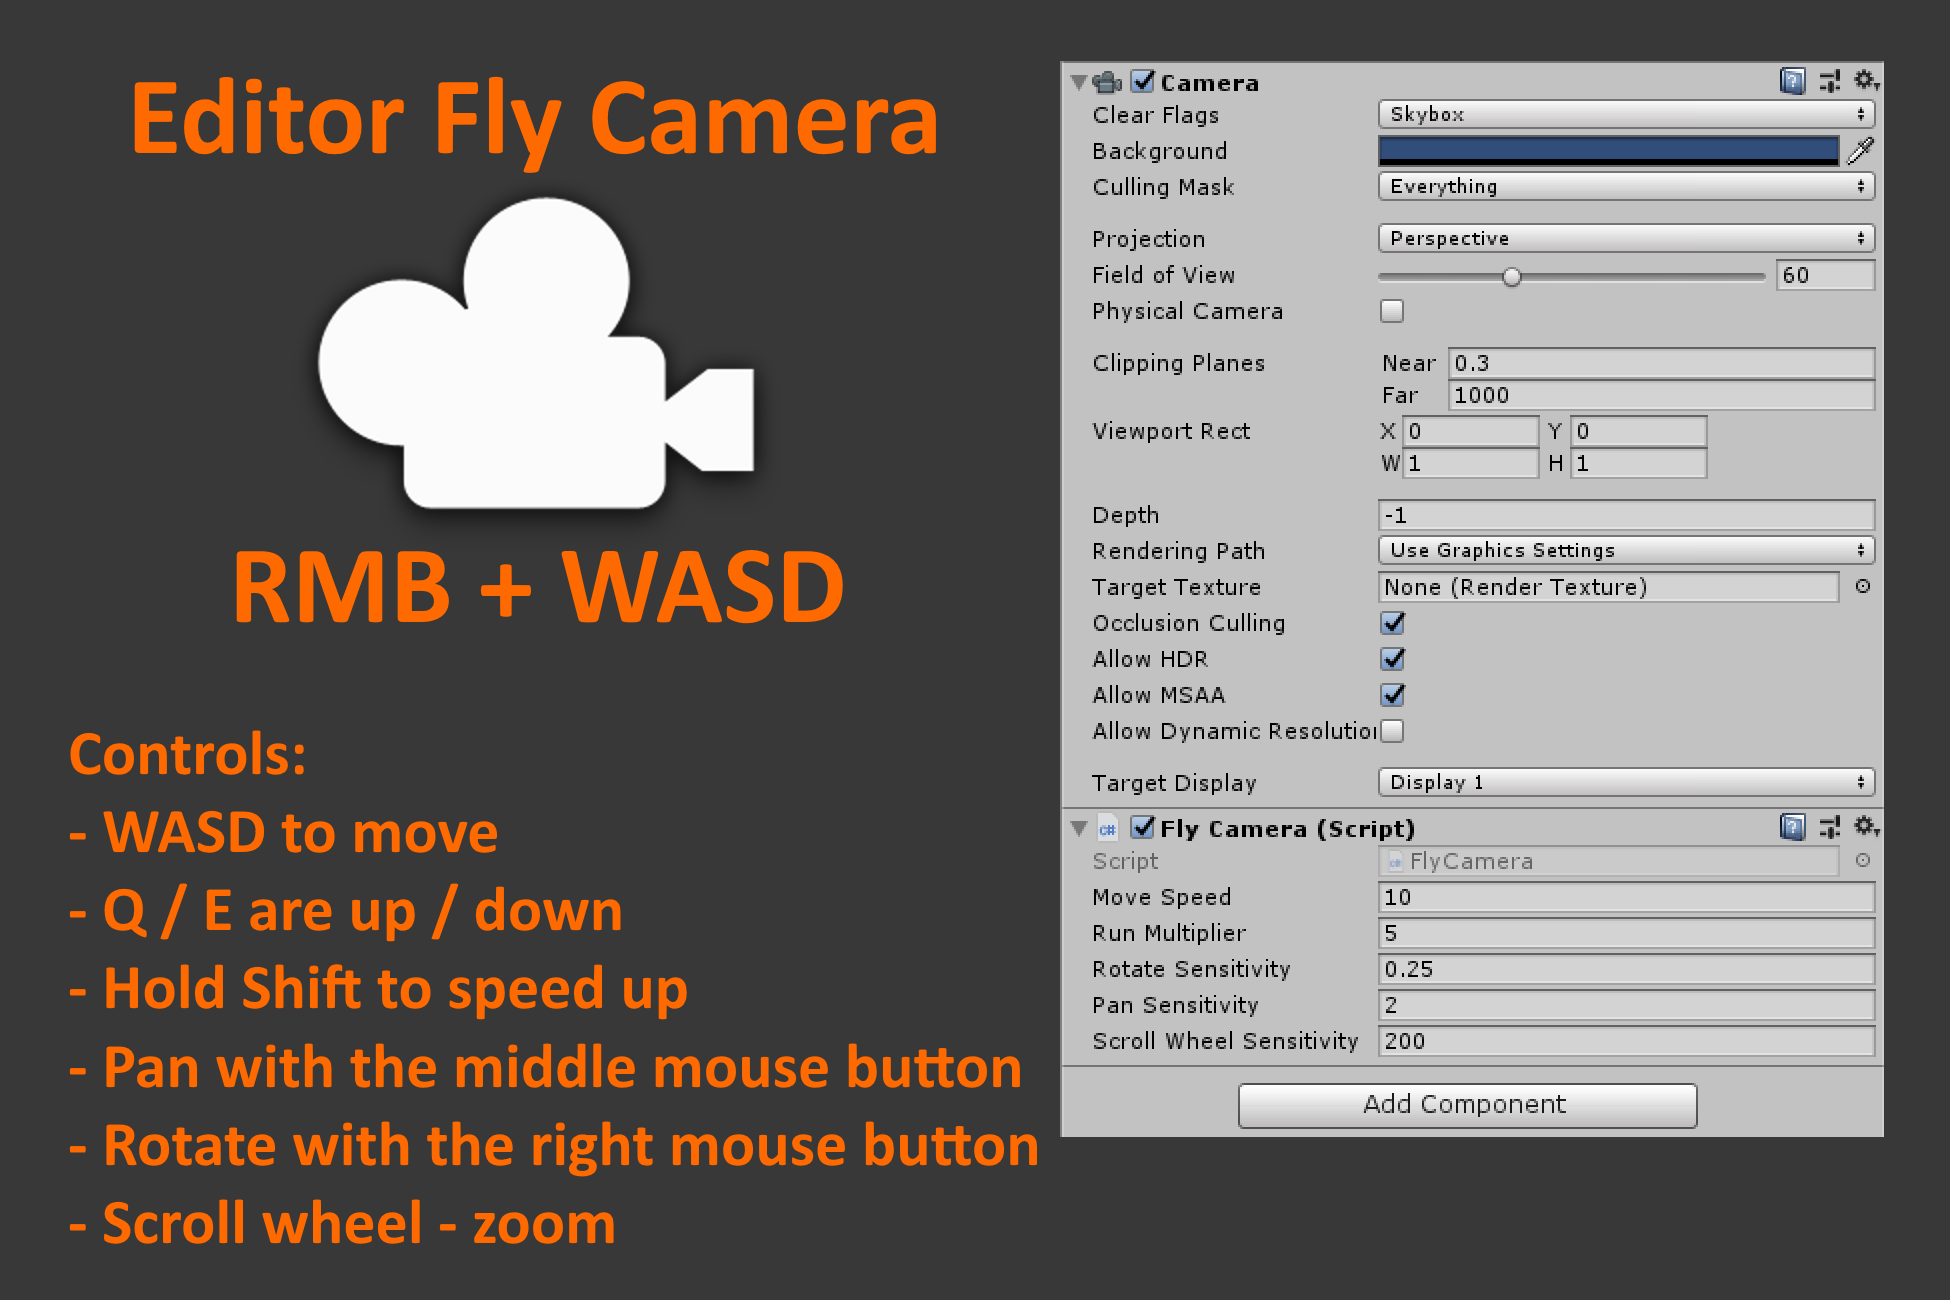 Editor Fly Camera
RMB + WASD
Controls:
- WASD to move
- Q / E are up / down
- Hold Shift to speed up
- Pan with the middle mouse button
- Rotate with the right mouse button
- Scroll wheel - zoom
Camera
Clear Flags Skybox
Background
Culling Mask Everything
Projection Perspective
Field of View 60
Physical Camera
Clipping Planes Near 0.3
Far 1000
Viewport Rect X 0 Y 0
W 1 H 1
Depth -1
Rendering Path Use Graphics Settings
Target Texture None (Render Texture)
Occlusion Culling
Allow HDR
Allow MSAA
Allow Dynamic Resolution
Target Display Display 1
c# Fly Camera (Script)
Script c# FlyCamera
Move Speed 10
Run Multiplier 5
Rotate Sensitivity 0.25
Pan Sensitivity 2
Scroll Wheel Sensitivity 200
Add Component